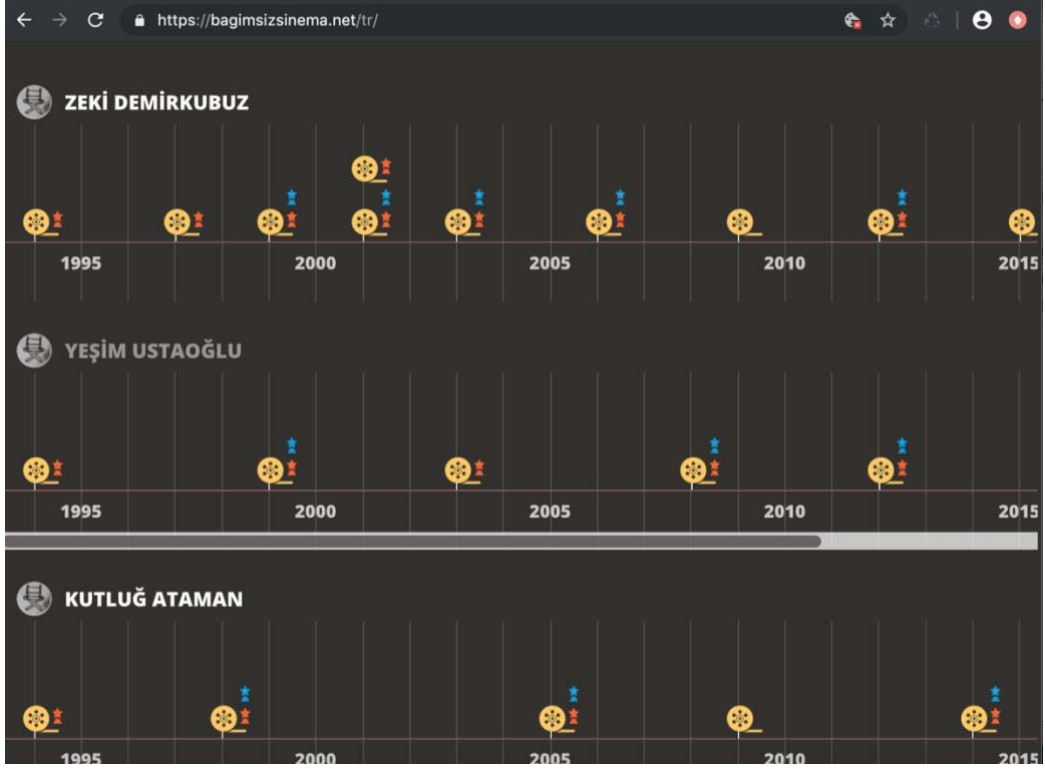 https://bagimsizsinema.net/tr/
ZEKİ DEMİRKUBUZ
1995 2000 2005 2010 2015
YEŞİM USTAOĞLU
1995 2000 2005 2010 2015
KUTLUĞ ATAMAN
1995 2000 2005 2010 2015